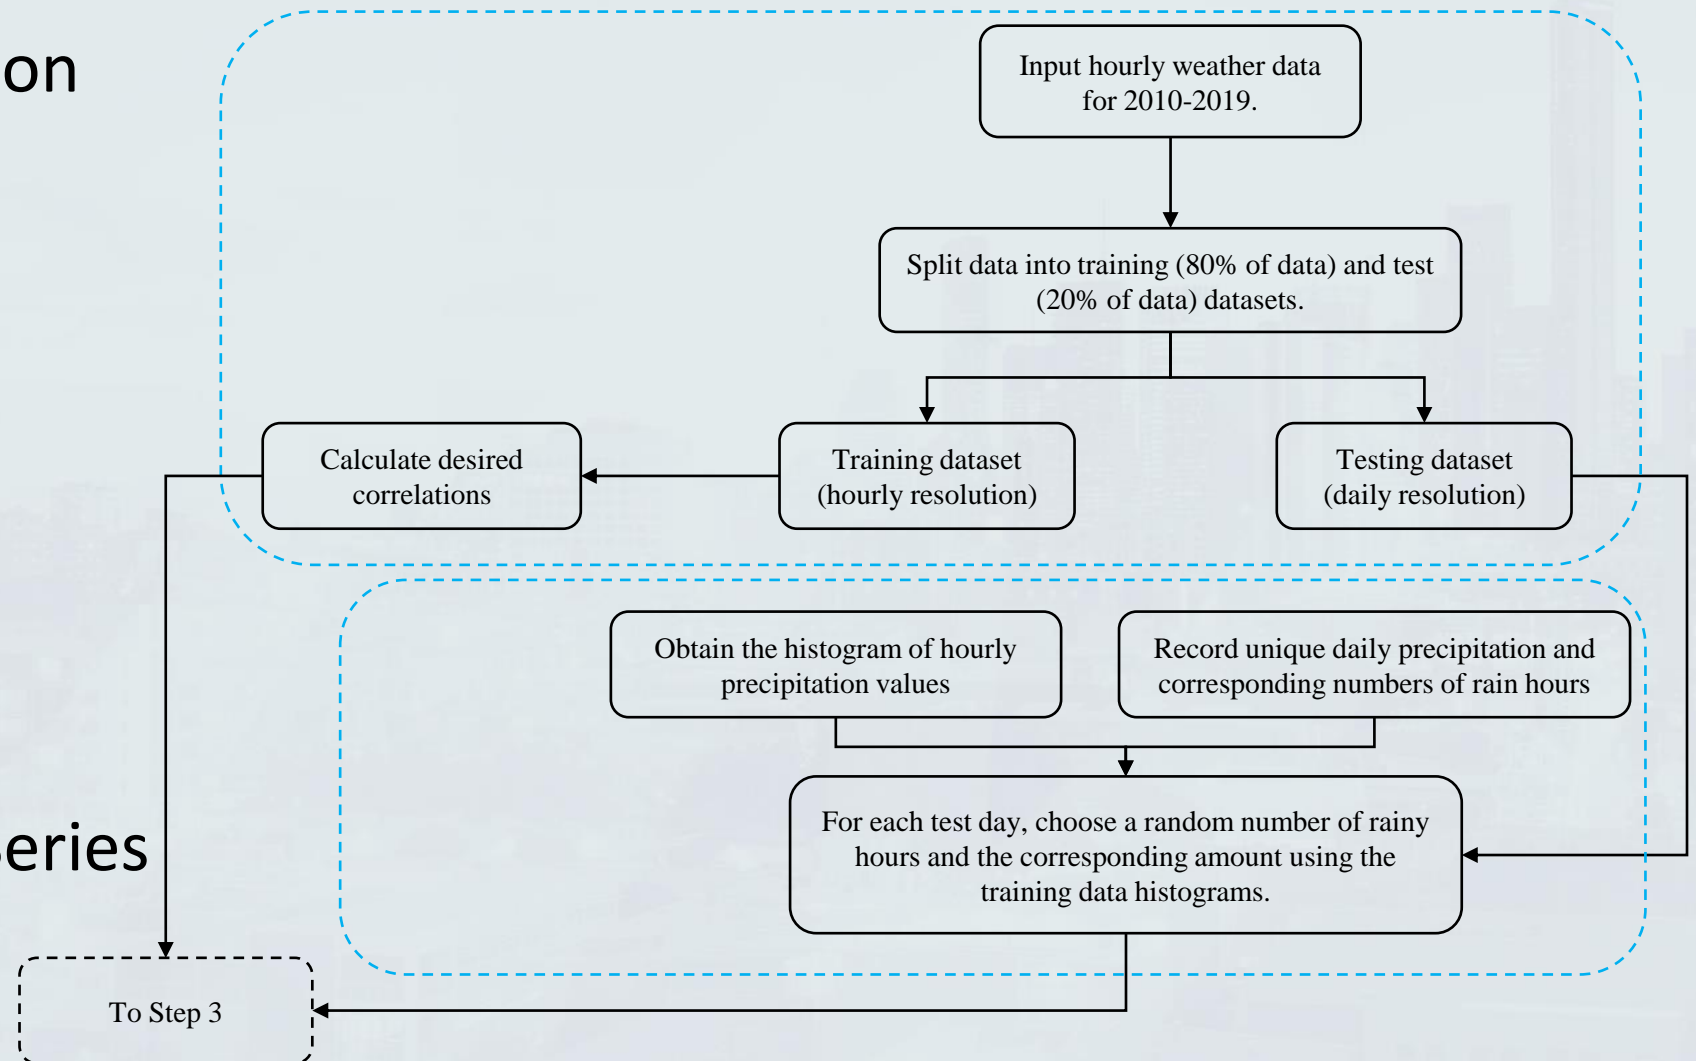 on
Input hourly weather data
for 2010-2019.
Split data into training (80% of data) and test
(20% of data) datasets.
Calculate desired
correlations
Training dataset
(hourly resolution)
Testing dataset
(daily resolution)
Obtain the histogram of hourly
precipitation values
Record unique daily precipitation and
corresponding numbers of rain hours
For each test day, choose a random number of rainy
hours and the corresponding amount using the
training data histograms.
eries
To Step 3